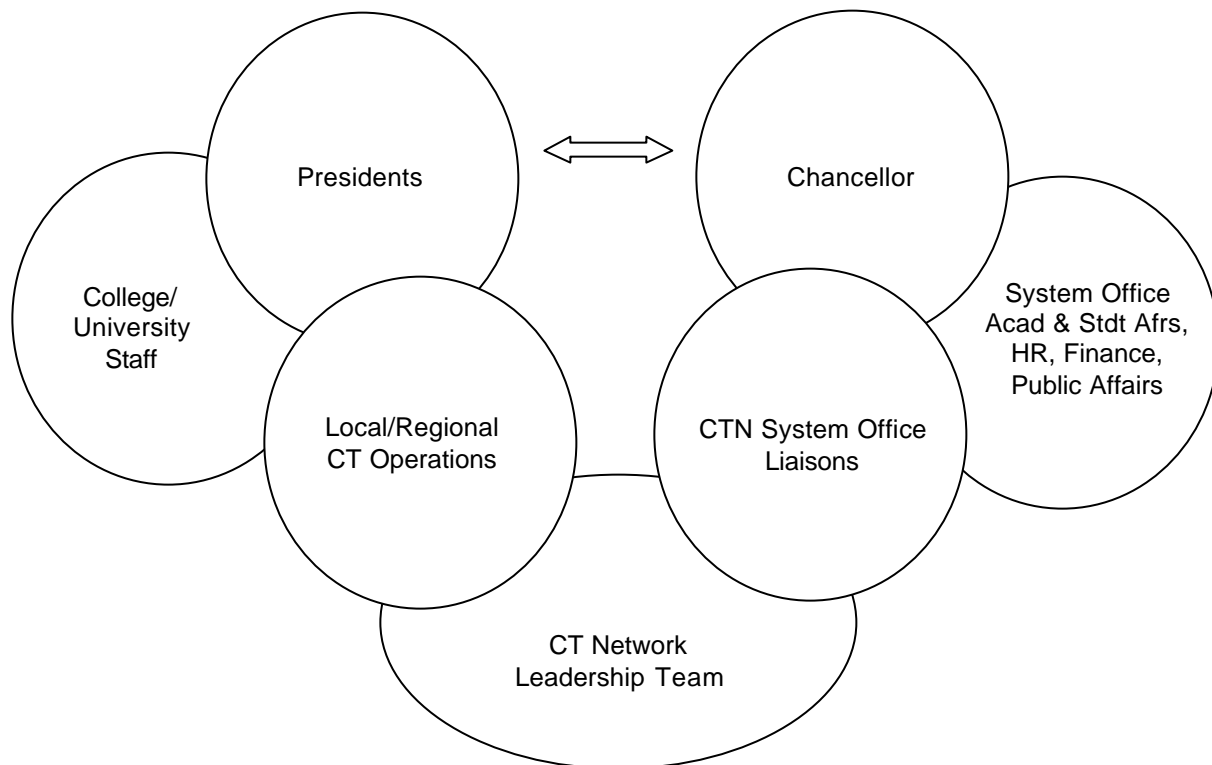 Presidents
Chancellor
College/
University
Staff
System Office
Acad & Stdt Afrs,
HR, Finance,
Public Affairs
Local/Regional
CT Operations
CTN System Office
Liaisons
CT Network
Leadership Team